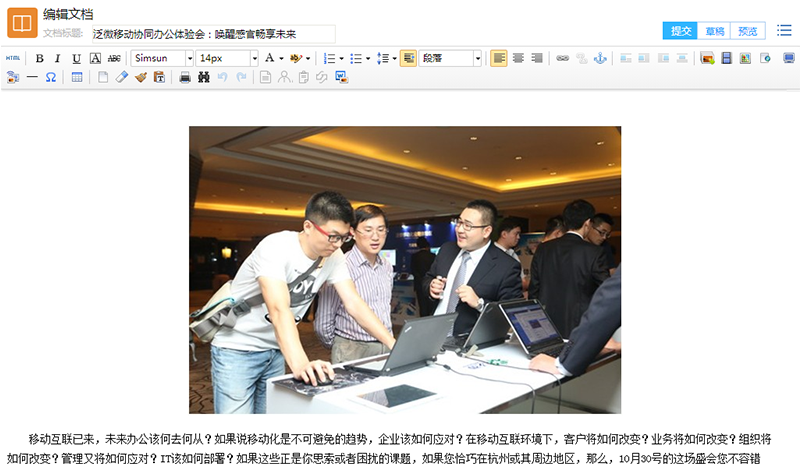 编辑文档
文档标题: 泛微移动协同办公体验会：唤醒感官畅享未来
提交 草稿 预览
HTML B I U A ABC Simsun 14px A 段落
移动互联已来，未来办公该何去何从？如果说移动化是不可避免的趋势，企业该如何应对？在移动互联环境下，客户将如何改变？业务将如何改变？组织将
如何改变？管理又将如何应对？IT该如何部署？如果这些正是你思索或者困扰的课题，如果您恰巧在杭州或其周边地区，那么，10月30号的这场盛会您不容错